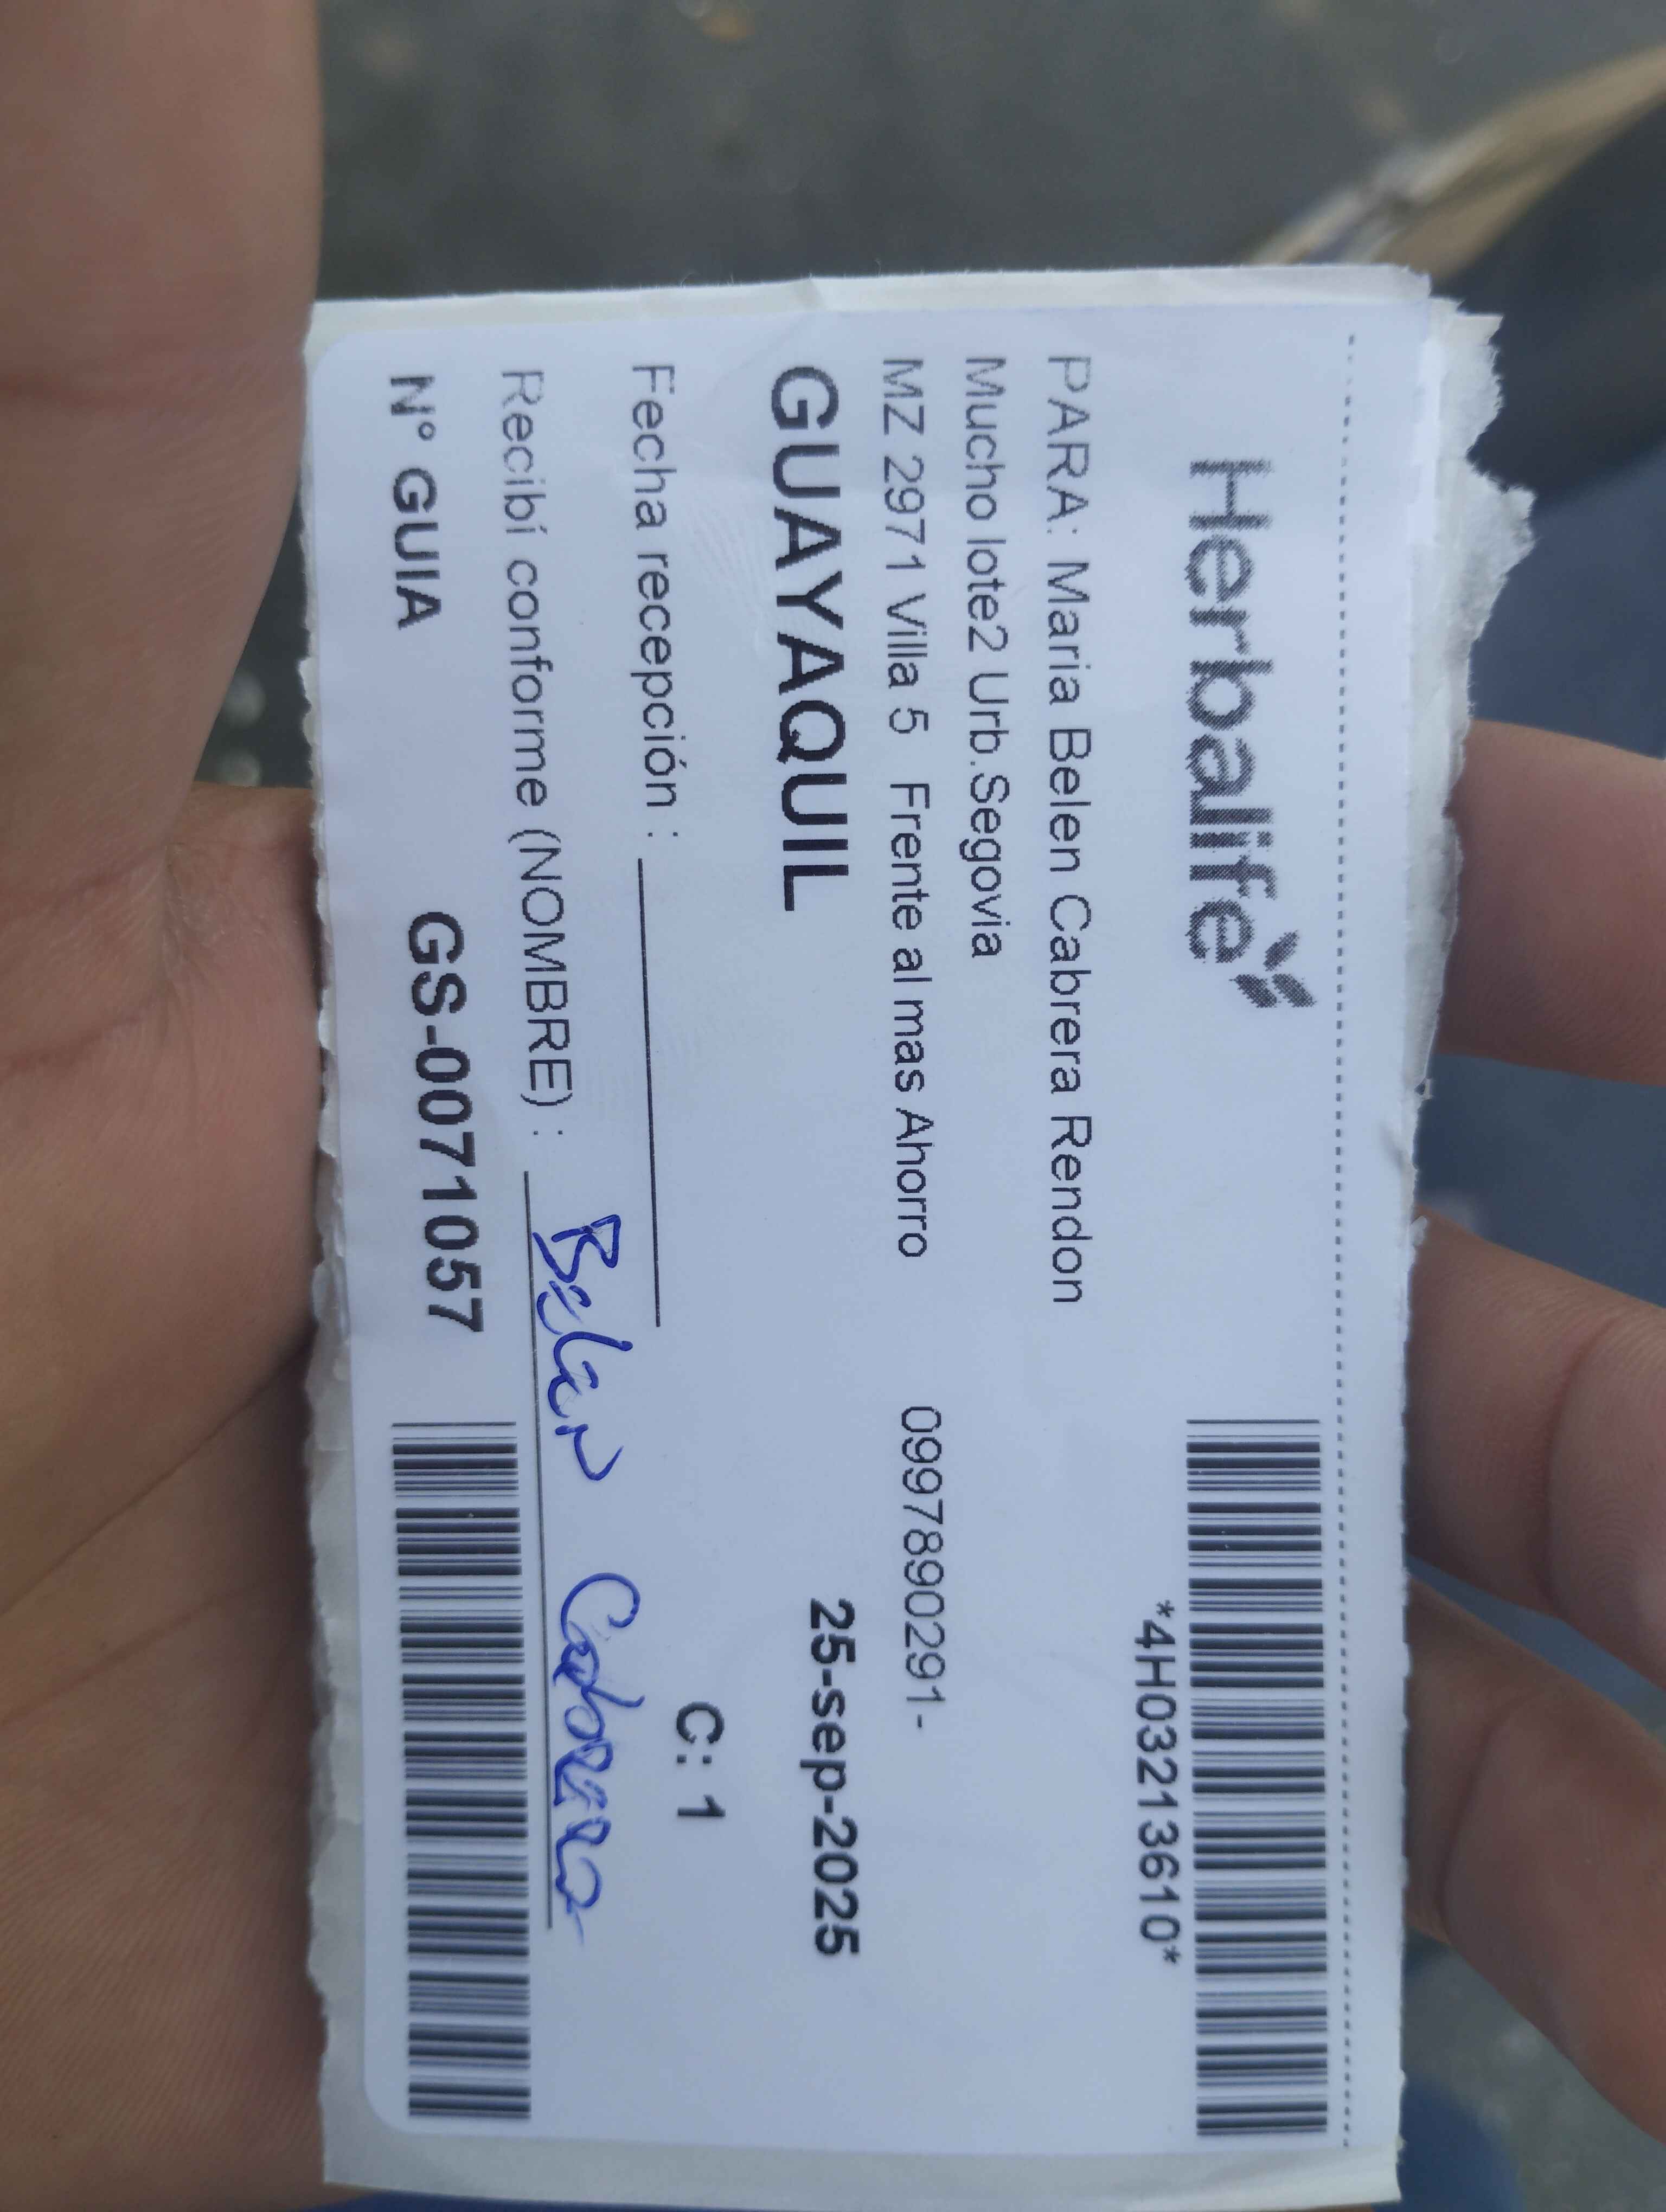 Herbalife
*4H03213610*
PARA: Maria Belen Cabrera Rendon
Mucho lote2 Urb.Segovia
MZ 2971 Villa 5 Frente al mas Ahorro 0997890291-
GUAYAQUIL 25-sep-2025
Fecha recepción : C: 1
Recibí conforme (NOMBRE) : Belen Cabrera
N° GUIA GS-0071057